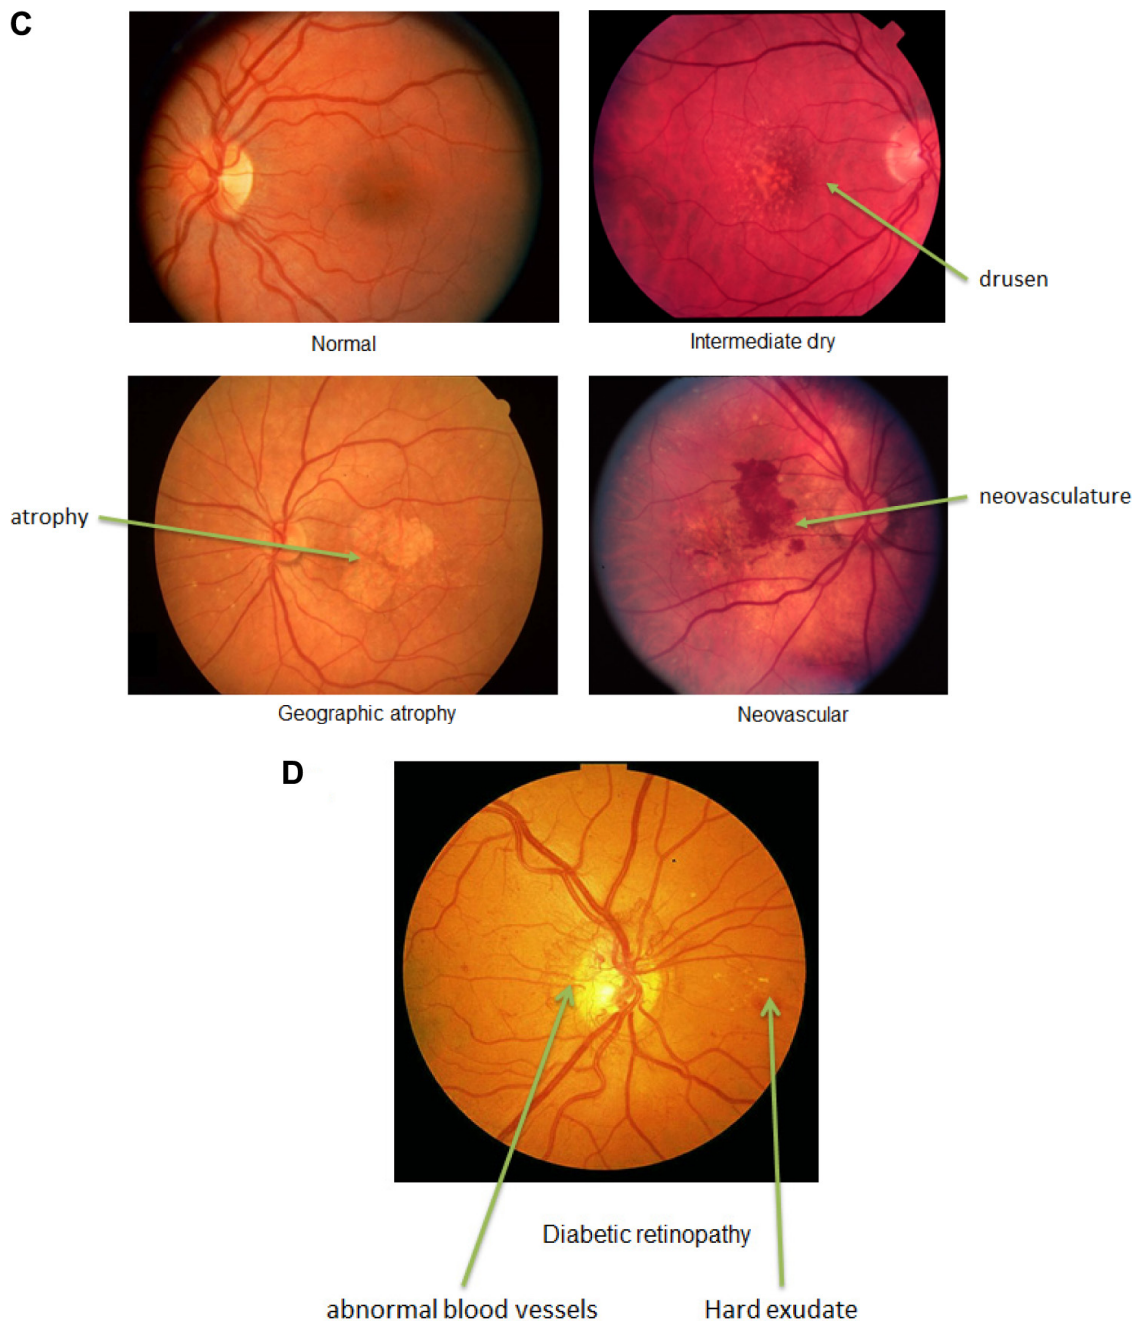 C
Normal
Intermediate dry
drusen
atrophy
neovasculature
Geographic atrophy
Neovascular
D
Diabetic retinopathy
abnormal blood vessels
Hard exudate